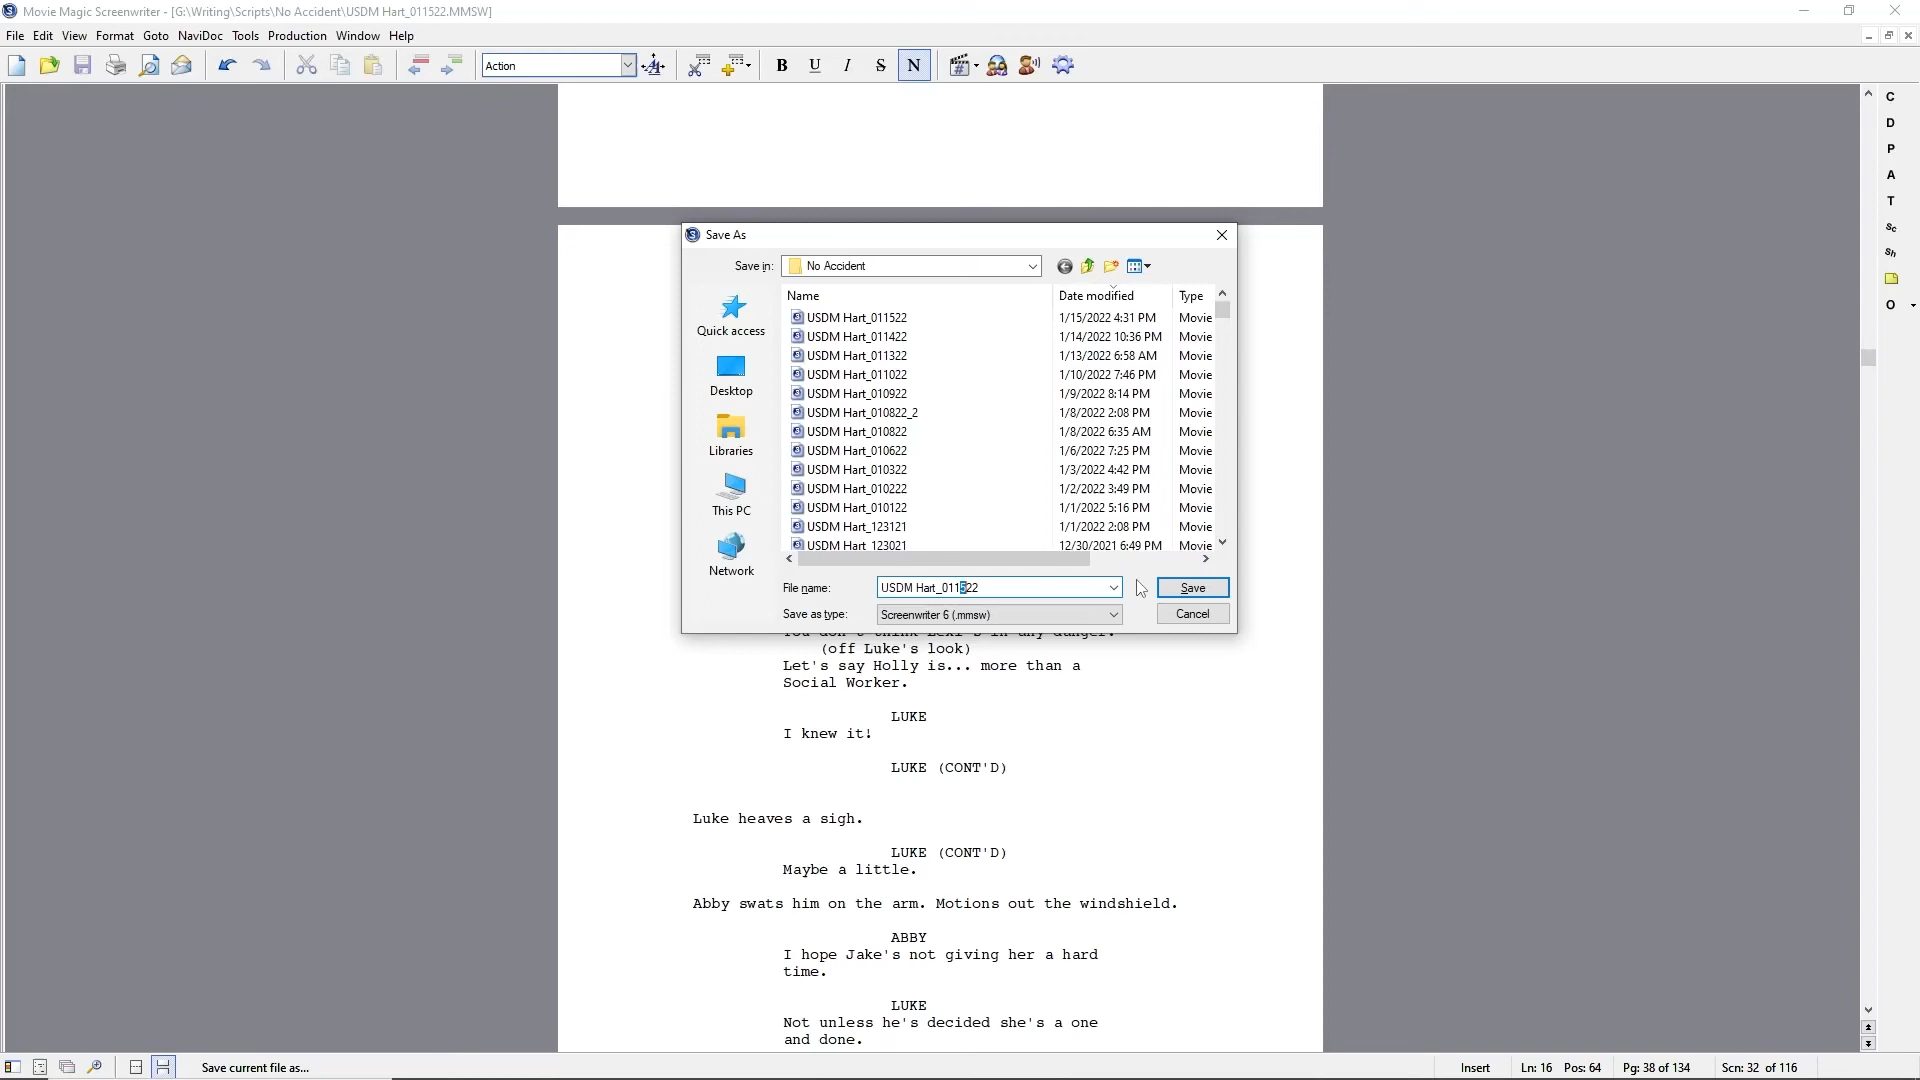 Movie Magic Screenwriter - [G:\Writing\Scripts\No Accident\USDM Hart_011522.MMSW]
File Edit View Format Goto NaviDoc Tools Production Window Help
Action B U I S N
C
D
P
A
T
Sc
Sh
O
Save As
Save in: No Accident
Quick access
Desktop
Libraries
This PC
Network
Name Date modified Type
USDM Hart_011522 1/15/2022 4:31 PM Movie
USDM Hart_011422 1/14/2022 10:36 PM Movie
USDM Hart_011322 1/13/2022 6:58 AM Movie
USDM Hart_011022 1/10/2022 7:46 PM Movie
USDM Hart_010922 1/9/2022 8:14 PM Movie
USDM Hart_010822_2 1/8/2022 2:08 PM Movie
USDM Hart_010822 1/8/2022 6:35 AM Movie
USDM Hart_010622 1/6/2022 7:25 PM Movie
USDM Hart_010322 1/3/2022 4:42 PM Movie
USDM Hart_010222 1/2/2022 3:49 PM Movie
USDM Hart_010122 1/1/2022 5:16 PM Movie
USDM Hart_123121 1/1/2022 2:08 PM Movie
USDM Hart_123021 12/30/2021 6:49 PM Movie
File name: USDM Hart_011522 Save
Save as type: Screenwriter 6 (.mmsw) Cancel
You don't think Lexi's in any danger.
(off Luke's look)
Let's say Holly is... more than a
Social Worker.
LUKE
I knew it!
LUKE (CONT'D)
Luke heaves a sigh.
LUKE (CONT'D)
Maybe a little.
Abby swats him on the arm. Motions out the windshield.
ABBY
I hope Jake's not giving her a hard
time.
LUKE
Not unless he's decided she's a one
and done.
Save current file as... Insert Ln: 16 Pos: 64 Pg: 38 of 134 Scn: 32 of 116